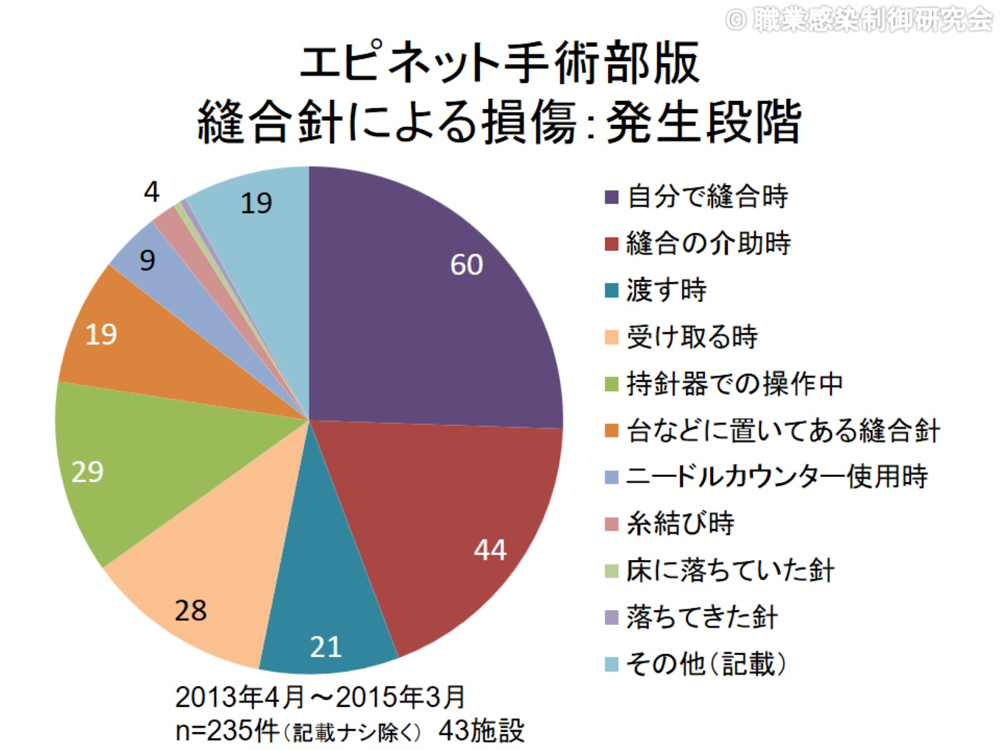 © 職業感染制御研究会
エピネット手術部版
縫合針による損傷：発生段階
4
19
60
9
19
29
44
28
21
自分で縫合時
縫合の介助時
渡す時
受け取る時
持針器での操作中
台などに置いてある縫合針
ニードルカウンター使用時
糸結び時
床に落ちていた針
落ちてきた針
その他（記載）
2013年4月～2015年3月
n=235件（記載ナシ除く） 43施設